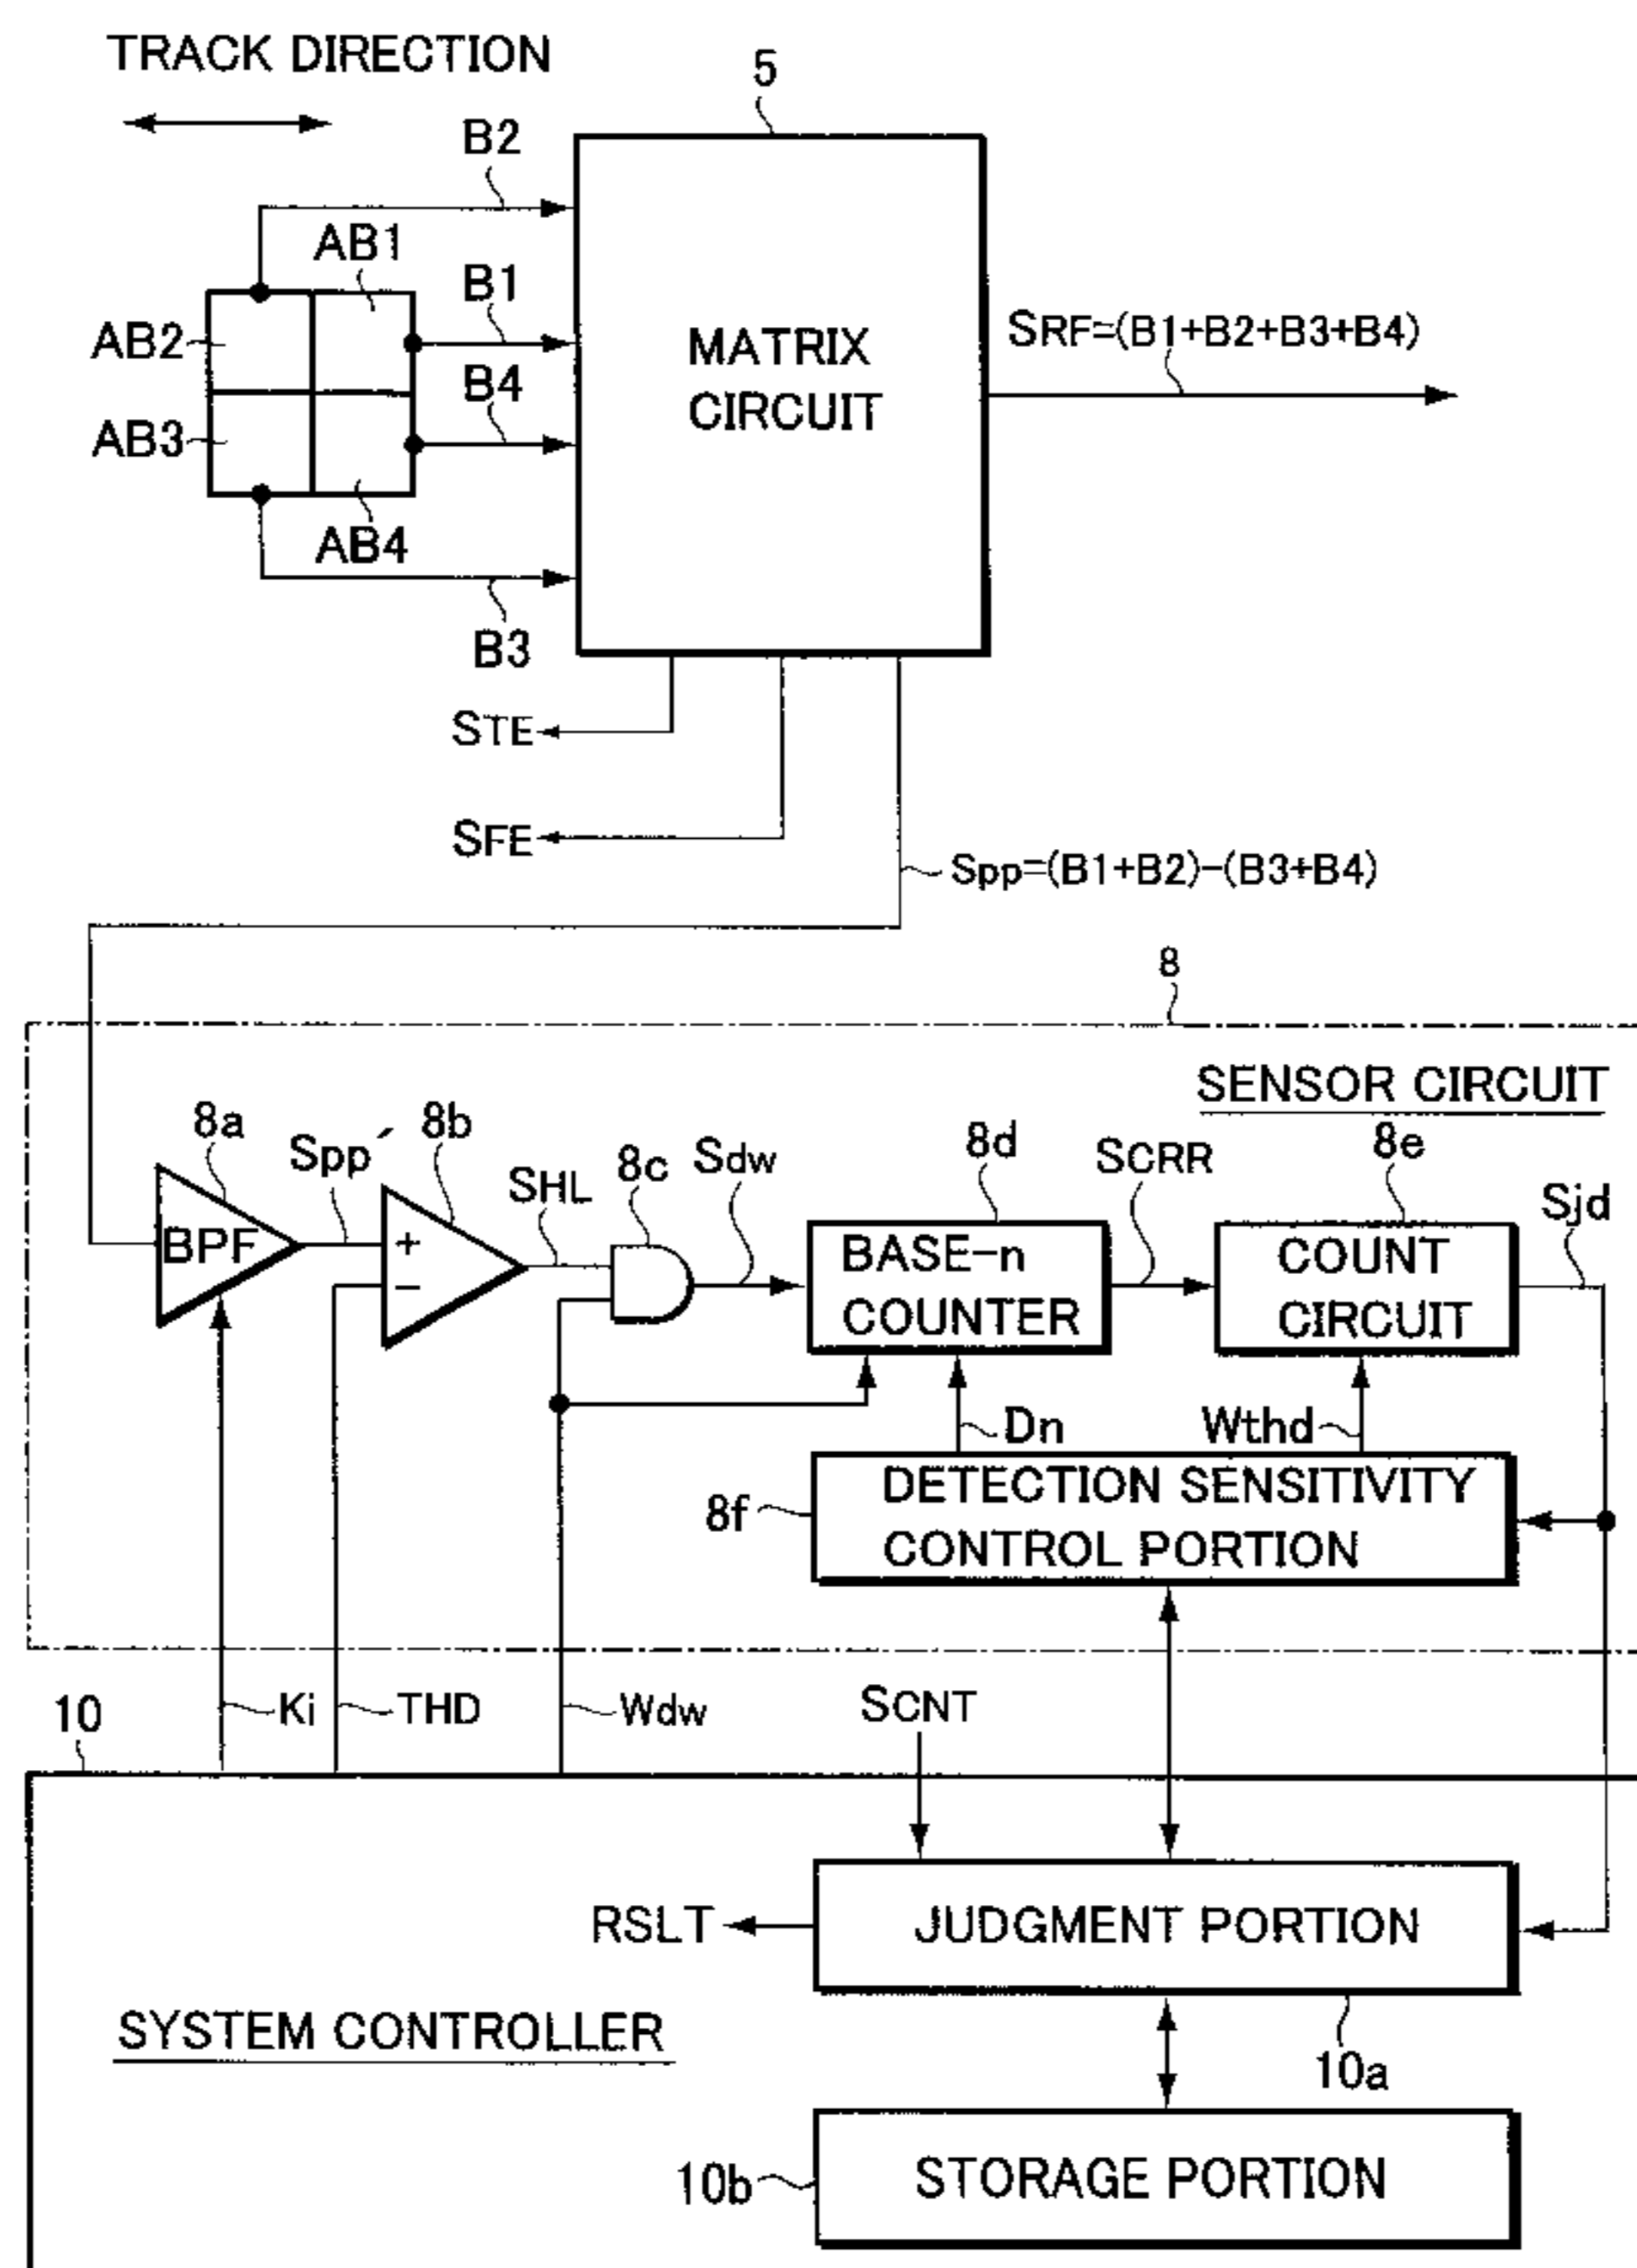 TRACK DIRECTION
5
B2
AB1
B1
AB2
MATRIX
CIRCUIT
SRF=(B1+B2+B3+B4)
B4
AB3
AB4
B3
STE
SFE
Spp=(B1+B2)-(B3+B4)
8
SENSOR CIRCUIT
8a
Spp´
8b
SHL
8c
Sdw
8d
SCRR
8e
Sjd
BPF
+
−
BASE-n
COUNTER
COUNT
CIRCUIT
Dn
Wthd
8f
DETECTION SENSITIVITY
CONTROL PORTION
10
Ki
THD
Wdw
SCNT
RSLT
JUDGMENT PORTION
SYSTEM CONTROLLER
10a
10b
STORAGE PORTION